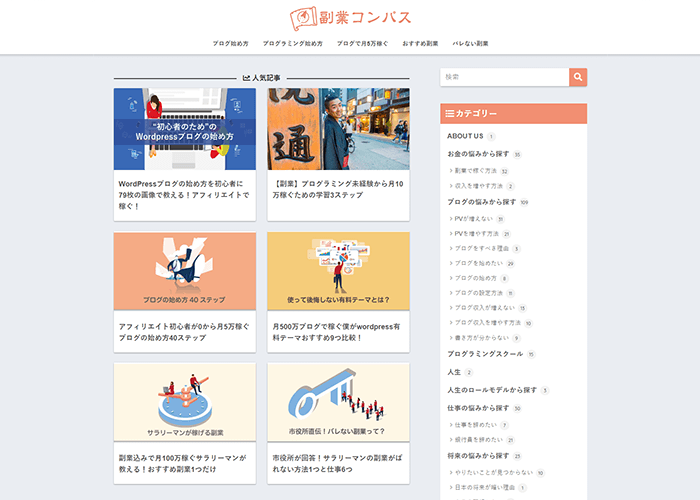 副業コンパス
ブログ始め方 プログラミング始め方 ブログで月5万稼ぐ おすすめ副業 バレない副業
人気記事
"初心者のため"の
Wordpressブログの始め方
WordPressブログの始め方を初心者に
79枚の画像で教える！アフィリエイトで
稼ぐ！
通
【副業】プログラミング未経験から月10
万稼ぐための学習3ステップ
ブログの始め方 40 ステップ
アフィリエイト初心者が0から月5万稼ぐ
ブログの始め方40ステップ
使って後悔しない有料テーマとは？
月500万ブログで稼ぐ僕がwordpress有
料テーマおすすめ9つ比較！
サラリーマンが稼げる副業
副業込みで月100万稼ぐサラリーマンが
教える！おすすめ副業1つだけ
市役所直伝！バレない副業って？
市役所が回答！サラリーマンの副業がば
れない方法1つと仕事6つ
検索
カテゴリー
ABOUT US 1
お金の悩みから探す 35
副業で稼ぐ方法 32
収入を増やす方法 2
ブログの悩みから探す 109
PVが増えない 11
PVを増やす方法 21
ブログをすべき理由 5
ブログを始めたい 29
ブログの始め方 8
ブログの設定方法 11
ブログ収入が増えない 15
ブログ収入を増やす方法 10
書き方が分からない 9
プログラミングスクール 15
人生 2
人生のロールモデルから探す 3
仕事の悩みから探す 30
仕事を辞めたい 7
銀行員を辞めたい 21
将来の悩みから探す 25
やりたいことが見つからない 10
日本の将来が暗い理由 1